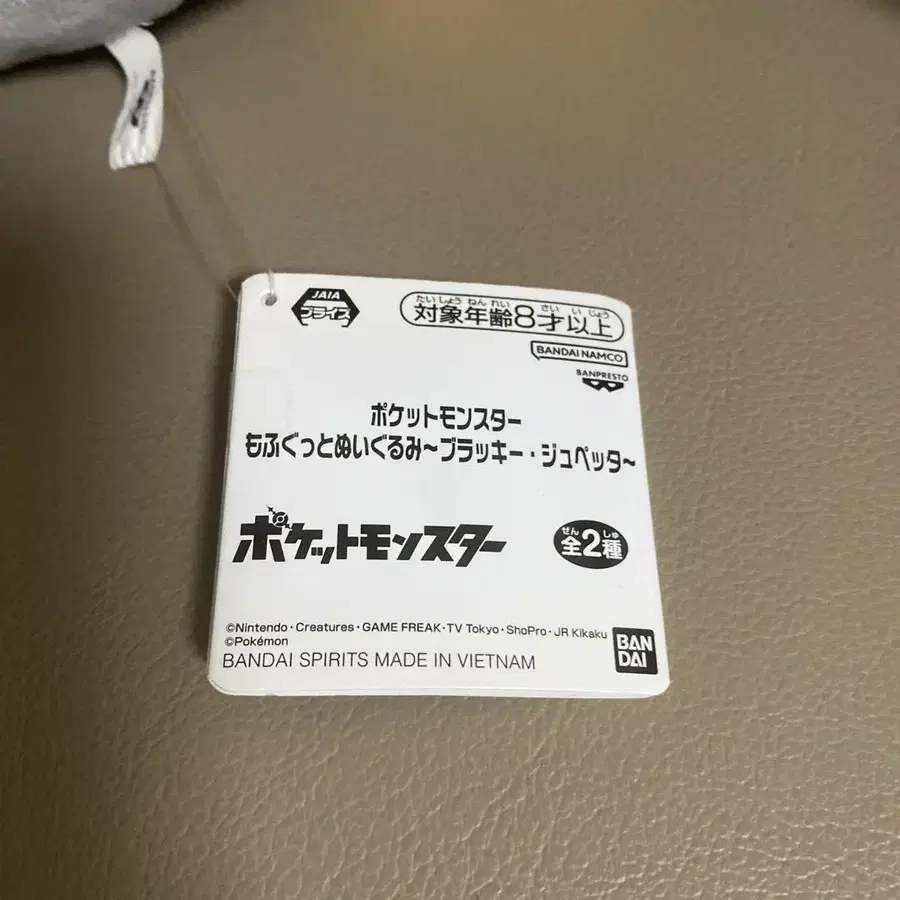 JAIA
プライズ
たいしょうねんれい さいいじょう
対象年齢8才以上
BANDAI NAMCO
BANPRESTO
ポケットモンスター
もふぐっとぬいぐるみ~ブラッキー・ジュペッタ~
ポケットモンスター
ぜん しゅ
全2種
©Nintendo・Creatures・GAME FREAK・TV Tokyo・ShoPro・JR Kikaku
©Pokémon
BANDAI SPIRITS MADE IN VIETNAM
BAN
DAI